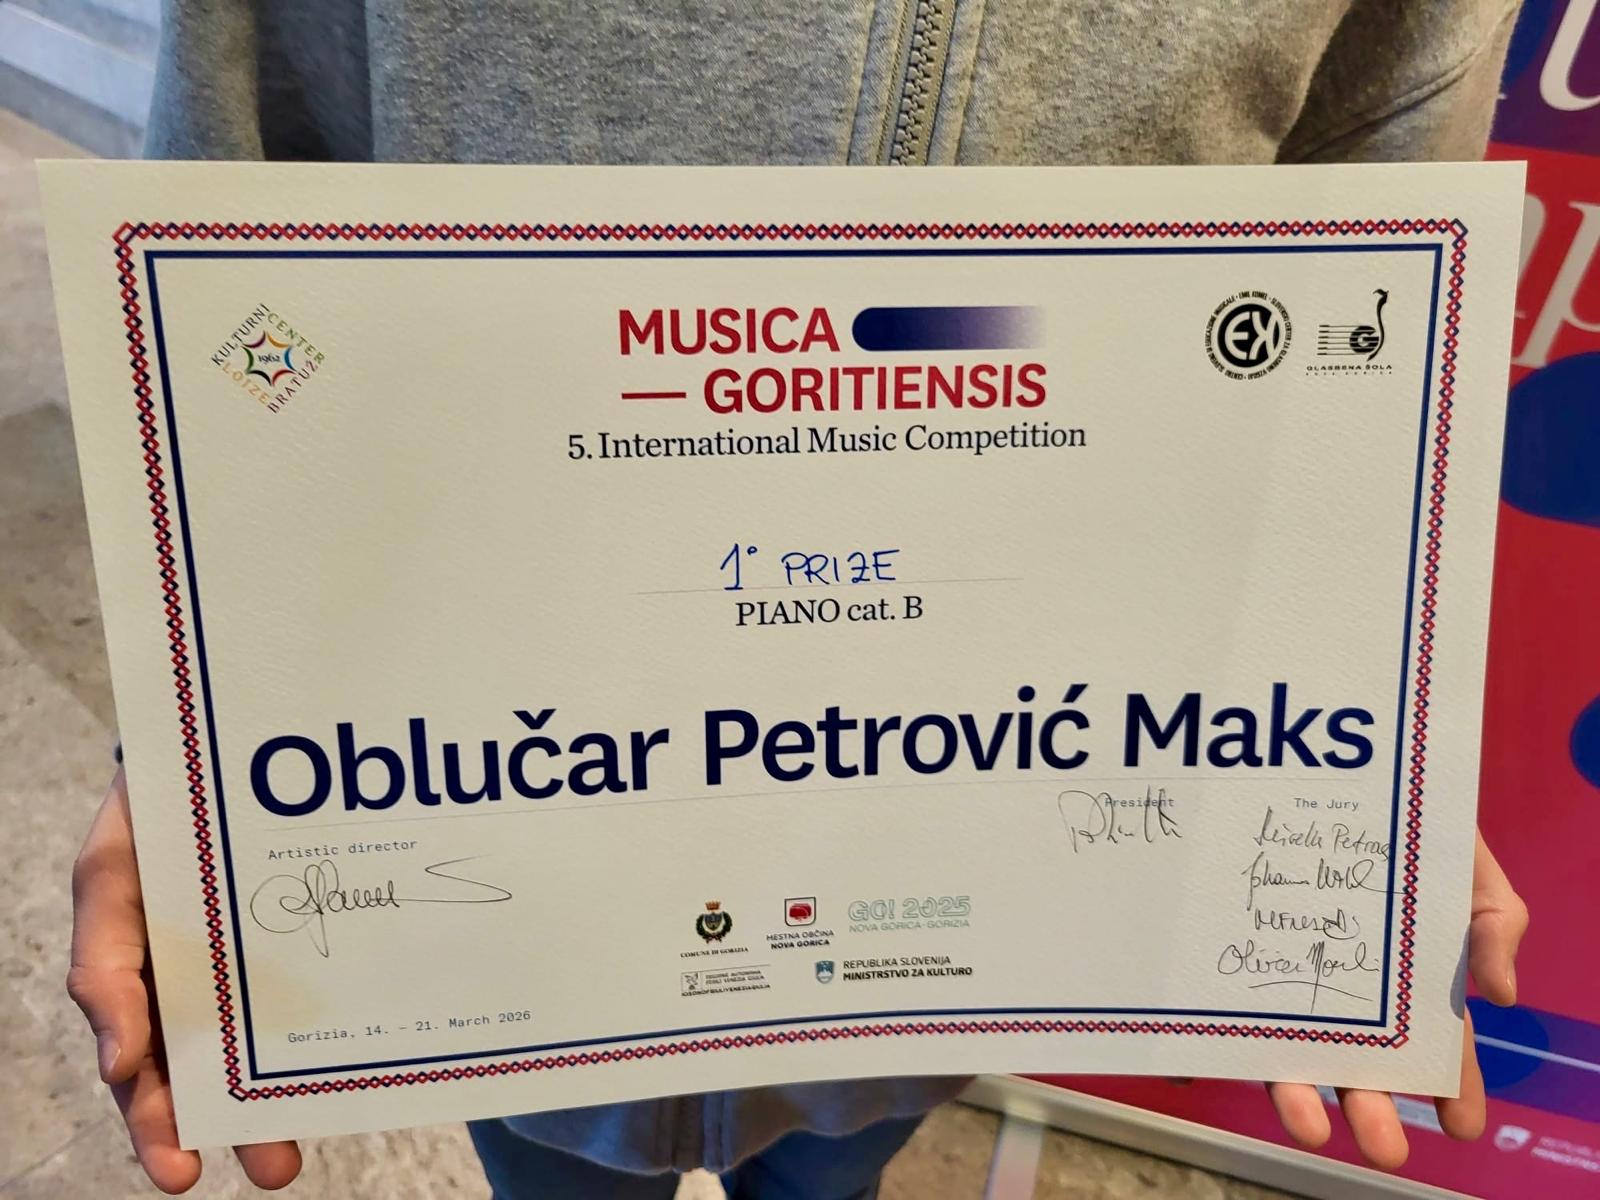 KULTURNI CENTER LOJZE BRATUŽ
1962
MUSICA
— GORITIENSIS
5. International Music Competition
GLASBENA ŠOLA
1° PRIZE
PIANO cat. B
Oblučar Petrović Maks
Artistic director
President
The Jury
COMUNE DI GORIZIA
MESTNA OBČINA
NOVA GORICA
GO! 2025
NOVA GORICA · GORIZIA
REPUBLIKA SLOVENIJA
MINISTRSTVO ZA KULTURO
Gorizia, 14. – 21. March 2026